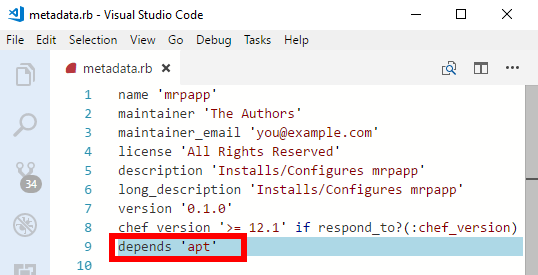 metadata.rb - Visual Studio Code
File Edit Selection View Go Debug Tasks Help
metadata.rb
1 name 'mrpapp'
2 maintainer 'The Authors'
3 maintainer_email 'you@example.com'
4 license 'All Rights Reserved'
5 description 'Installs/Configures mrpapp'
6 long_description 'Installs/Configures mrpapp'
7 version '0.1.0'
8 chef_version '>= 12.1' if respond_to?(:chef_version)
9 depends 'apt'
10
34